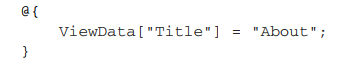 @{
    ViewData["Title"] = "About";
}